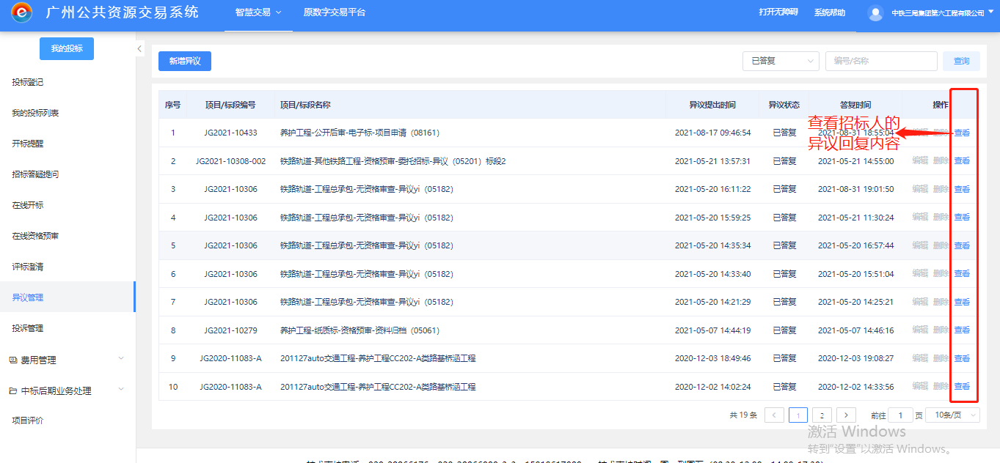 广州公共资源交易系统 智慧交易 原数字交易平台 打开无障碍 系统帮助 中铁三局集团第六工程有限公司
我的投标
投标登记
我的投标列表
开标提醒
招标答疑提问
在线开标
在线资格预审
评标澄清
异议管理
投诉管理
费用管理
中标后期业务处理
项目评价
新增异议 已答复 编号/名称 查询
序号 项目/标段编号 项目/标段名称 异议提出时间 异议状态 答复时间 操作
查看招标人的
异议回复内容
1 JG2021-10433 养护工程-公开后审-电子标-项目申请（08161） 2021-08-17 09:46:54 已答复 2021-08-31 18:55:04 编辑 删除 查看
2 JG2021-10308-002 铁路轨道-其他铁路工程-资格预审-委托招标-异议（05201）标段2 2021-05-21 13:57:31 已答复 2021-05-21 14:55:00 编辑 删除 查看
3 JG2021-10306 铁路轨道-工程总承包-无资格审查-异议yi（05182） 2021-05-20 16:11:22 已答复 2021-08-31 19:01:50 编辑 删除 查看
4 JG2021-10306 铁路轨道-工程总承包-无资格审查-异议yi（05182） 2021-05-20 15:59:25 已答复 2021-05-21 11:30:24 编辑 删除 查看
5 JG2021-10306 铁路轨道-工程总承包-无资格审查-异议yi（05182） 2021-05-20 14:35:34 已答复 2021-05-20 16:57:44 编辑 删除 查看
6 JG2021-10306 铁路轨道-工程总承包-无资格审查-异议yi（05182） 2021-05-20 14:33:40 已答复 2021-05-20 15:51:04 编辑 删除 查看
7 JG2021-10306 铁路轨道-工程总承包-无资格审查-异议yi（05182） 2021-05-20 14:21:29 已答复 2021-05-20 14:25:21 编辑 删除 查看
8 JG2021-10279 养护工程-纸质标-资格预审-资料归档（05061） 2021-05-07 14:44:19 已答复 2021-05-07 14:46:16 编辑 删除 查看
9 JG2020-11083-A 201127auto交通工程-养护工程CC202-A类路基桥涵工程 2020-12-03 18:49:46 已答复 2020-12-03 19:08:27 编辑 删除 查看
10 JG2020-11083-A 201127auto交通工程-养护工程CC202-A类路基桥涵工程 2020-12-02 14:02:24 已答复 2020-12-02 14:33:56 编辑 删除 查看
共 19 条 < 1 2 > 前往 1 页 10条/页
激活 Windows
转到"设置"以激活 Windows。